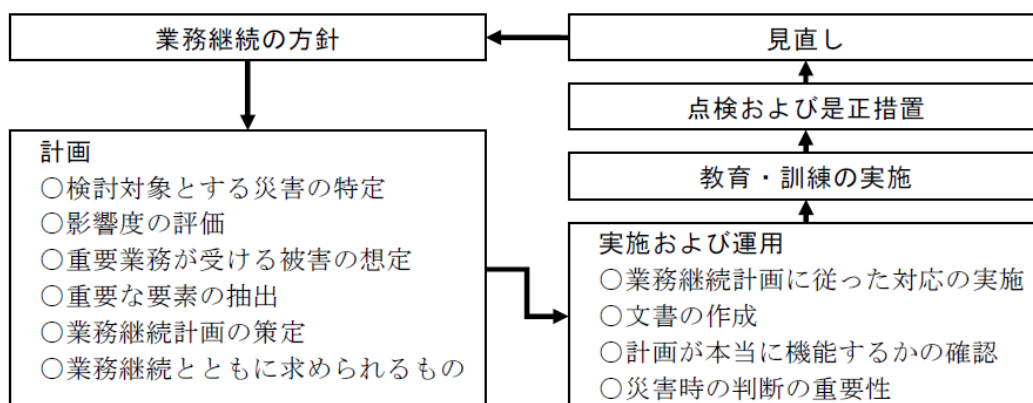 業務継続の方針
計画
○検討対象とする災害の特定
○影響度の評価
○重要業務が受ける被害の想定
○重要な要素の抽出
○業務継続計画の策定
○業務継続とともに求められるもの
実施および運用
○業務継続計画に従った対応の実施
○文書の作成
○計画が本当に機能するかの確認
○災害時の判断の重要性
教育・訓練の実施
点検および是正措置
見直し